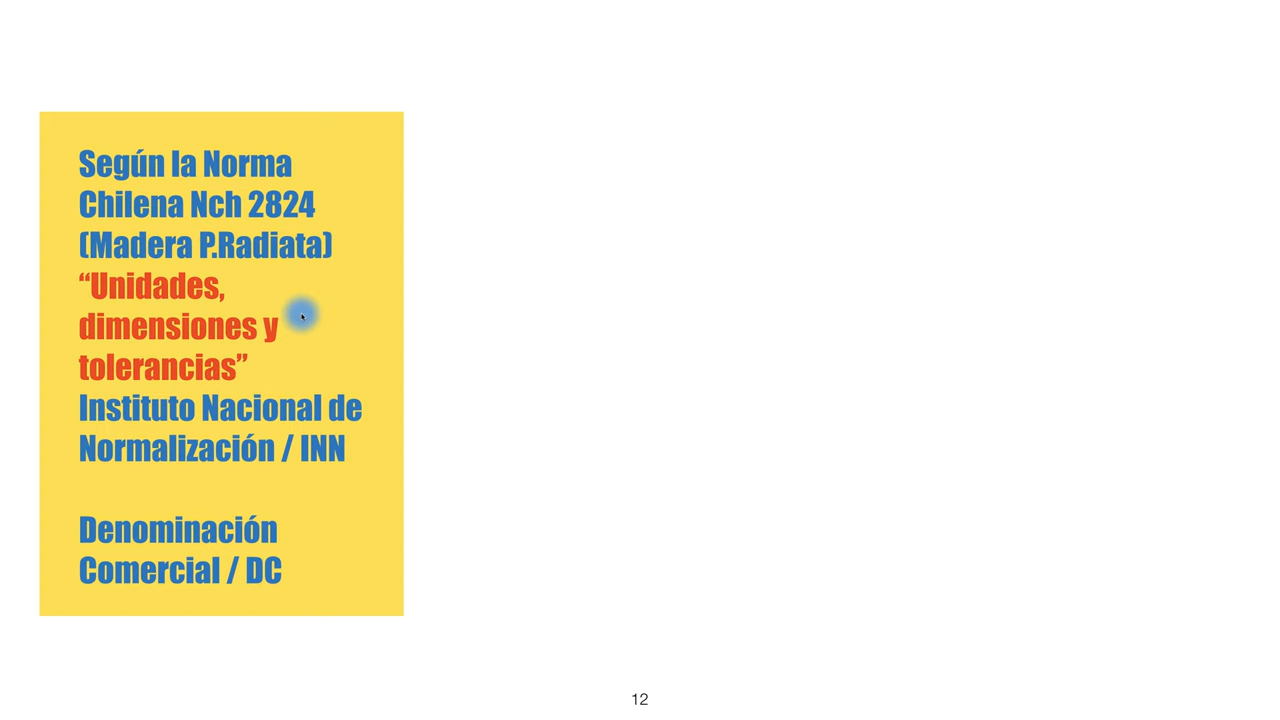 Según la Norma
Chilena Nch 2824
(Madera P.Radiata)
“Unidades,
dimensiones y
tolerancias”
Instituto Nacional de
Normalización / INN
Denominación
Comercial / DC
12